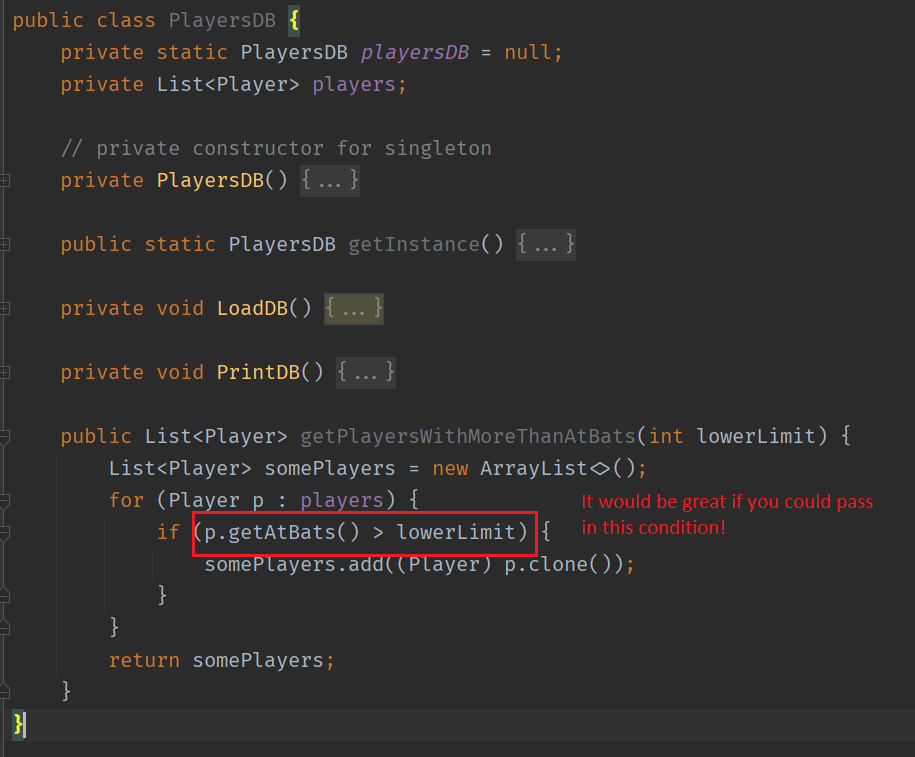 public class PlayersDB {
private static PlayersDB playersDB = null;
private List<Player> players;
// private constructor for singleton
private PlayersDB() {...}
public static PlayersDB getInstance() {...}
private void LoadDB() {...}
private void PrintDB() {...}
public List<Player> getPlayersWithMoreThanAtBats(int lowerLimit) {
List<Player> somePlayers = new ArrayList<>();
for (Player p : players) {
It would be great if you could pass
in this condition!
if (p.getAtBats() > lowerLimit) {
somePlayers.add((Player) p.clone());
}
}
return somePlayers;
}
}